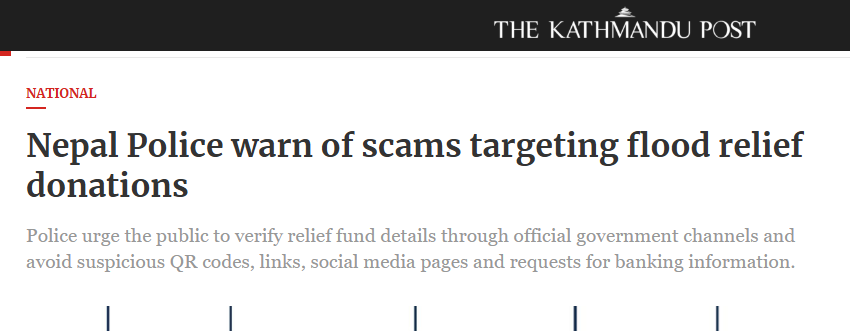 THE KATHMANDU POST
NATIONAL
Nepal Police warn of scams targeting flood relief
donations
Police urge the public to verify relief fund details through official government channels and
avoid suspicious QR codes, links, social media pages and requests for banking information.